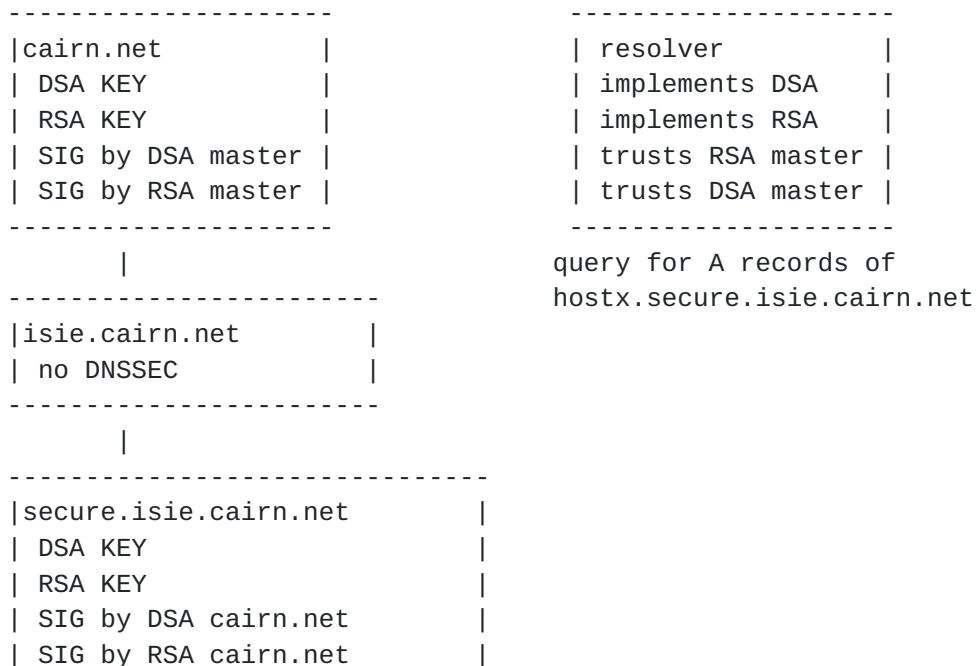 --------------------- ---------------------
|cairn.net | | resolver |
| DSA KEY | | implements DSA |
| RSA KEY | | implements RSA |
| SIG by DSA master | | trusts RSA master |
| SIG by RSA master | | trusts DSA master |
--------------------- ---------------------
| query for A records of
------------------------ hostx.secure.isie.cairn.net
|isie.cairn.net |
| no DNSSEC |
------------------------
|
-------------------------------
|secure.isie.cairn.net |
| DSA KEY |
| RSA KEY |
| SIG by DSA cairn.net |
| SIG by RSA cairn.net |